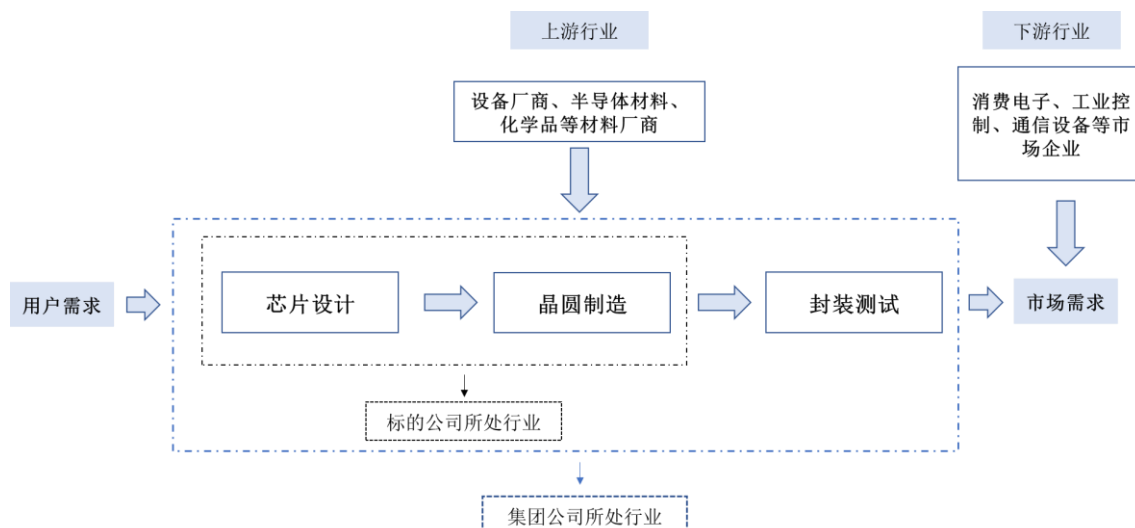 上游行业
下游行业
设备厂商、半导体材料、
化学品等材料厂商
消费电子、工业控
制、通信设备等市
场企业
用户需求
芯片设计
晶圆制造
封装测试
市场需求
标的公司所处行业
集团公司所处行业